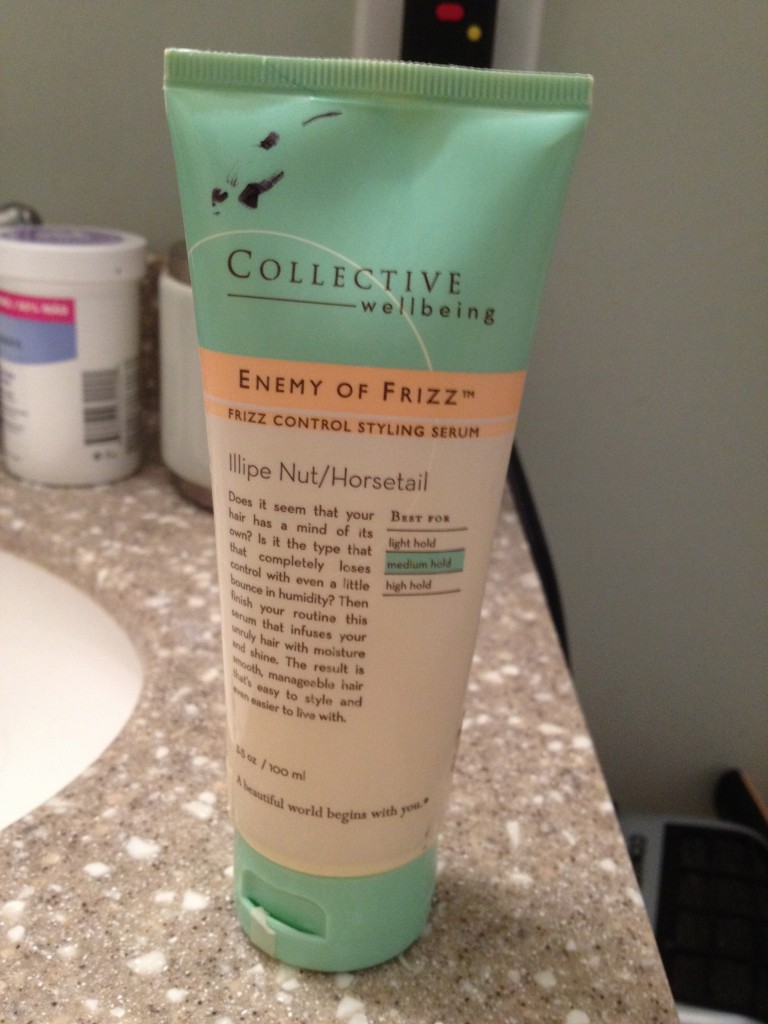 COLLECTIVE
wellbeing
ENEMY OF FRIZZ™
FRIZZ CONTROL STYLING SERUM
Illipe Nut/Horsetail
Does it seem that your
hair has a mind of its
own? Is it the type that
that completely loses
control with even a little
bounce in humidity? Then
finish your routine this
serum that infuses your
unruly hair with moisture
and shine. The result is
smooth, manageable hair
that's easy to style and
even easier to live with.
BEST FOR
light hold
medium hold
high hold
oz / 100 ml
A beautiful world begins with you.